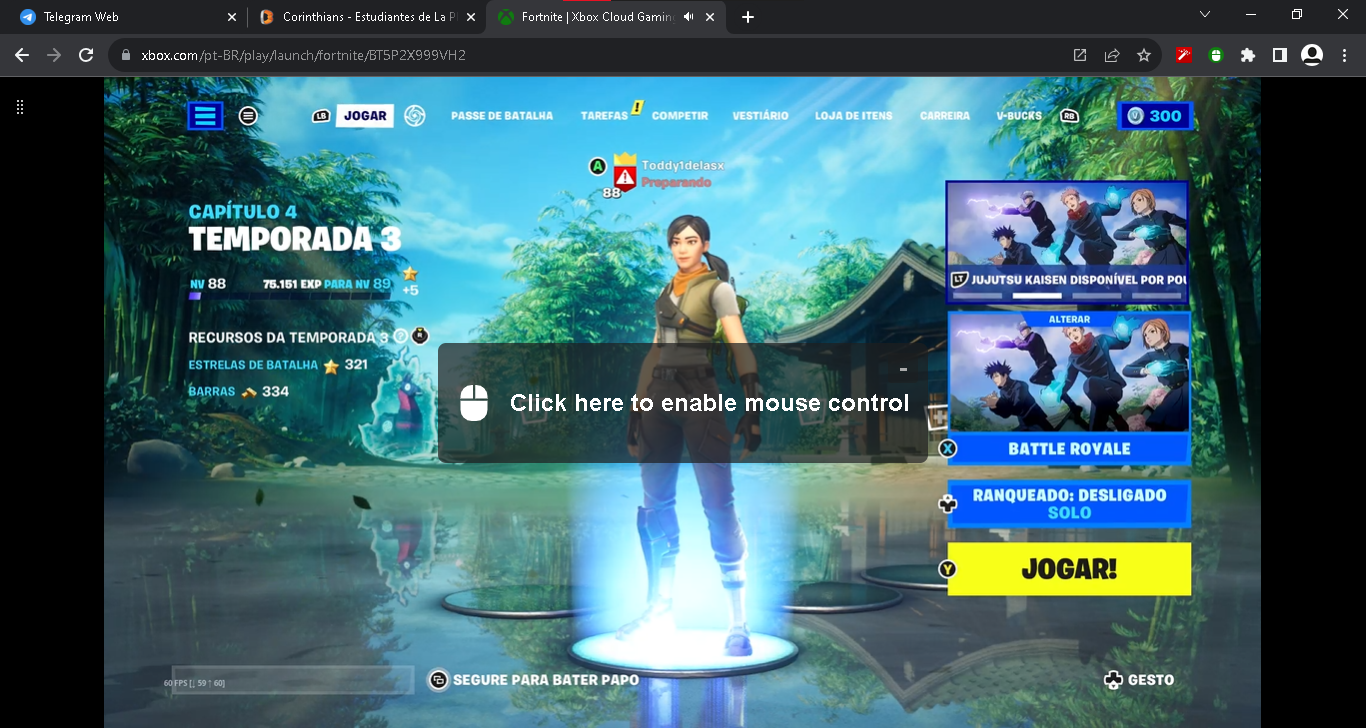 Telegram Web
Corinthians - Estudiantes de La Pl
Fortnite | Xbox Cloud Gaming
xbox.com/pt-BR/play/launch/fortnite/BT5P2X999VH2
LB JOGAR PASSE DE BATALHA TAREFAS ! COMPETIR VESTIÁRIO LOJA DE ITENS CARREIRA V-BUCKS RB V 300
A Toddy1delasx
88 Preparando
CAPÍTULO 4
TEMPORADA 3
NV 88 75.151 EXP PARA NV 89 +5
RECURSOS DA TEMPORADA 3 ? R
ESTRELAS DE BATALHA 321
BARRAS 334
LT JUJUTSU KAISEN DISPONÍVEL POR POU
ALTERAR
X BATTLE ROYALE
RANQUEADO: DESLIGADO
SOLO
Y JOGAR!
Click here to enable mouse control
60 FPS [↓ 59 ↑ 60]
SEGURE PARA BATER PAPO
GESTO